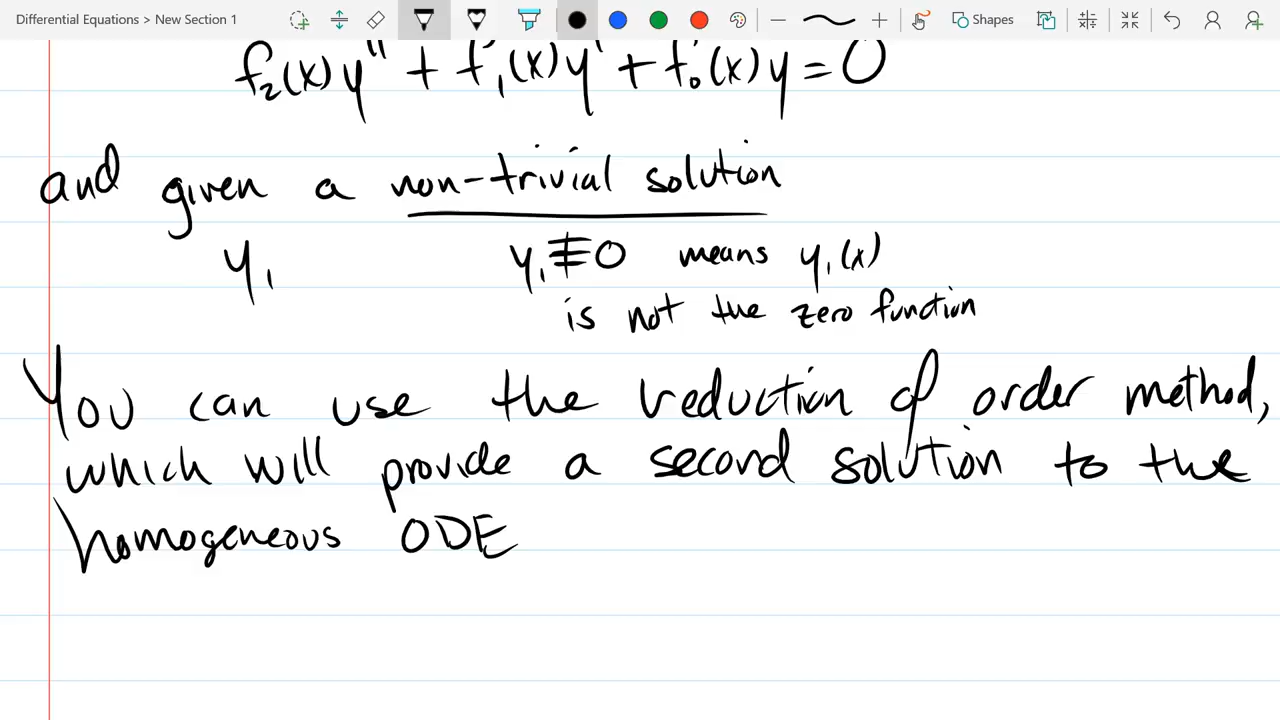 Differential Equations > New Section 1
Shapes
f₂(x)y'' + f₁(x)y' + f₀(x)y = 0
and given a non-trivial solution
y₁ y₁ ≢ 0 means y₁(x)
is not the zero function
You can use the reduction of order method,
which will provide a second solution to the
homogeneous ODE